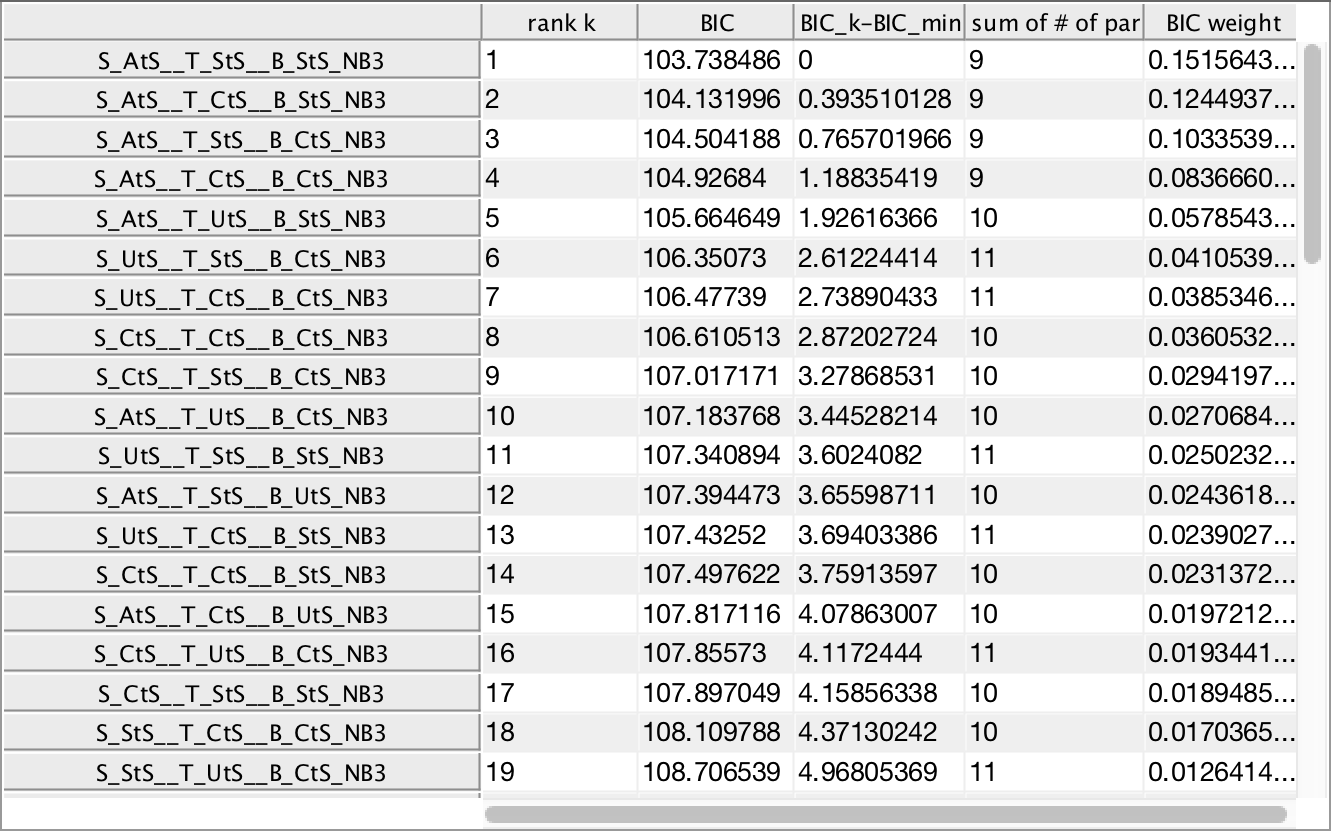 rank k BIC BIC_k-BIC_min sum of # of par BIC weight
S_AtS__T_StS__B_StS_NB3 1 103.738486 0 9 0.1515643...
S_AtS__T_CtS__B_StS_NB3 2 104.131996 0.393510128 9 0.1244937...
S_AtS__T_StS__B_CtS_NB3 3 104.504188 0.765701966 9 0.1033539...
S_AtS__T_CtS__B_CtS_NB3 4 104.92684 1.18835419 9 0.0836660...
S_AtS__T_UtS__B_StS_NB3 5 105.664649 1.92616366 10 0.0578543...
S_UtS__T_StS__B_CtS_NB3 6 106.35073 2.61224414 11 0.0410539...
S_UtS__T_CtS__B_CtS_NB3 7 106.47739 2.73890433 11 0.0385346...
S_CtS__T_CtS__B_CtS_NB3 8 106.610513 2.87202724 10 0.0360532...
S_CtS__T_StS__B_CtS_NB3 9 107.017171 3.27868531 10 0.0294197...
S_AtS__T_UtS__B_CtS_NB3 10 107.183768 3.44528214 10 0.0270684...
S_UtS__T_StS__B_StS_NB3 11 107.340894 3.6024082 11 0.0250232...
S_AtS__T_StS__B_UtS_NB3 12 107.394473 3.65598711 10 0.0243618...
S_UtS__T_CtS__B_StS_NB3 13 107.43252 3.69403386 11 0.0239027...
S_CtS__T_CtS__B_StS_NB3 14 107.497622 3.75913597 10 0.0231372...
S_AtS__T_CtS__B_UtS_NB3 15 107.817116 4.07863007 10 0.0197212...
S_CtS__T_UtS__B_CtS_NB3 16 107.85573 4.1172444 11 0.0193441...
S_CtS__T_StS__B_StS_NB3 17 107.897049 4.15856338 10 0.0189485...
S_StS__T_CtS__B_CtS_NB3 18 108.109788 4.37130242 10 0.0170365...
S_StS__T_UtS__B_CtS_NB3 19 108.706539 4.96805369 11 0.0126414...